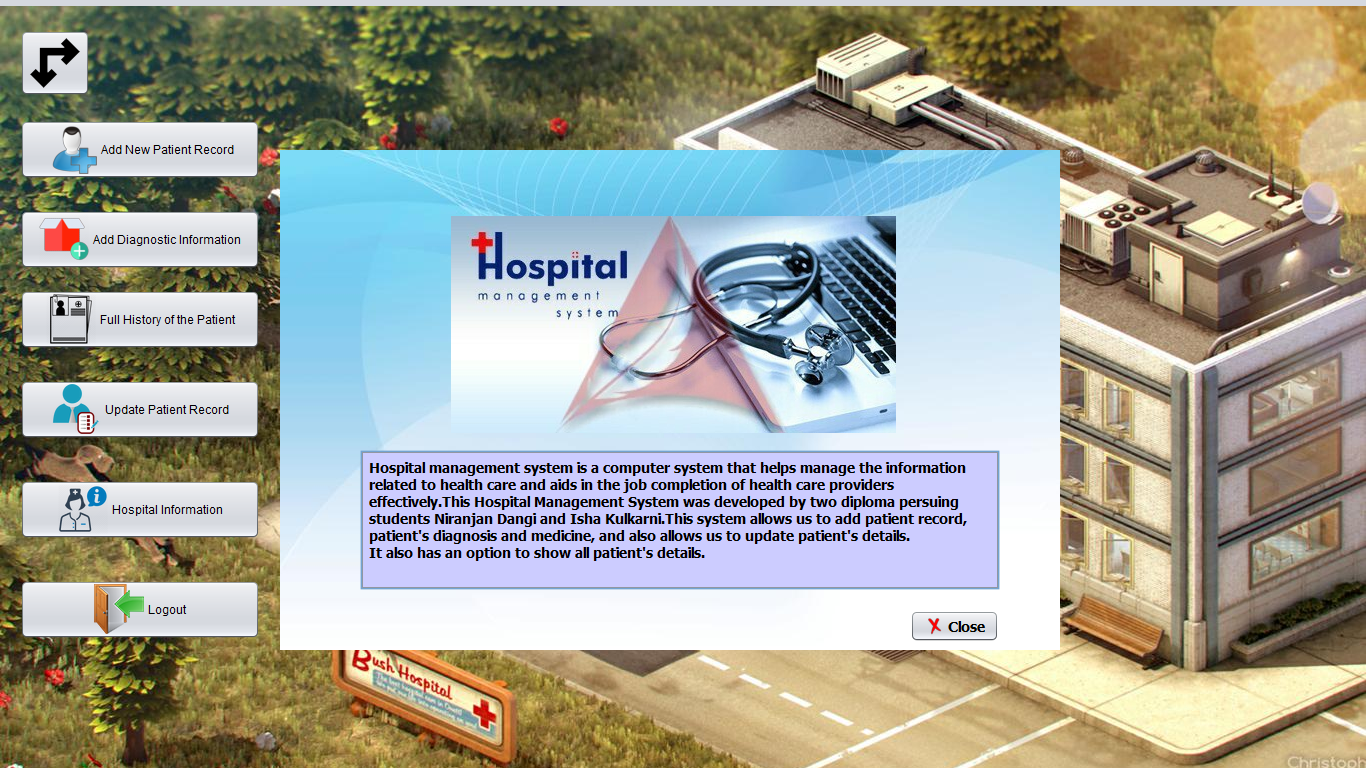 Add New Patient Record
Add Diagnostic Information
Full History of the Patient
Update Patient Record
Hospital Information
Logout
Hospital
management
system
Hospital management system is a computer system that helps manage the information
related to health care and aids in the job completion of health care providers
effectively.This Hospital Management System was developed by two diploma persuing
students Niranjan Dangi and Isha Kulkarni.This system allows us to add patient record,
patient's diagnosis and medicine, and also allows us to update patient's details.
It also has an option to show all patient's details.
X Close
Bush Hospital
The best hospital
Christoph